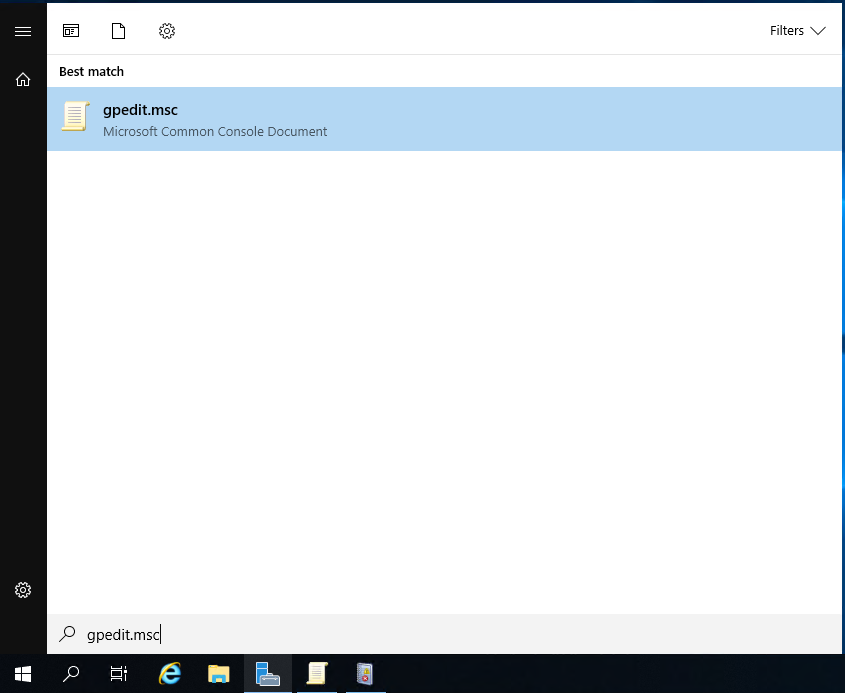 Filters
Best match
gpedit.msc
Microsoft Common Console Document
gpedit.msc